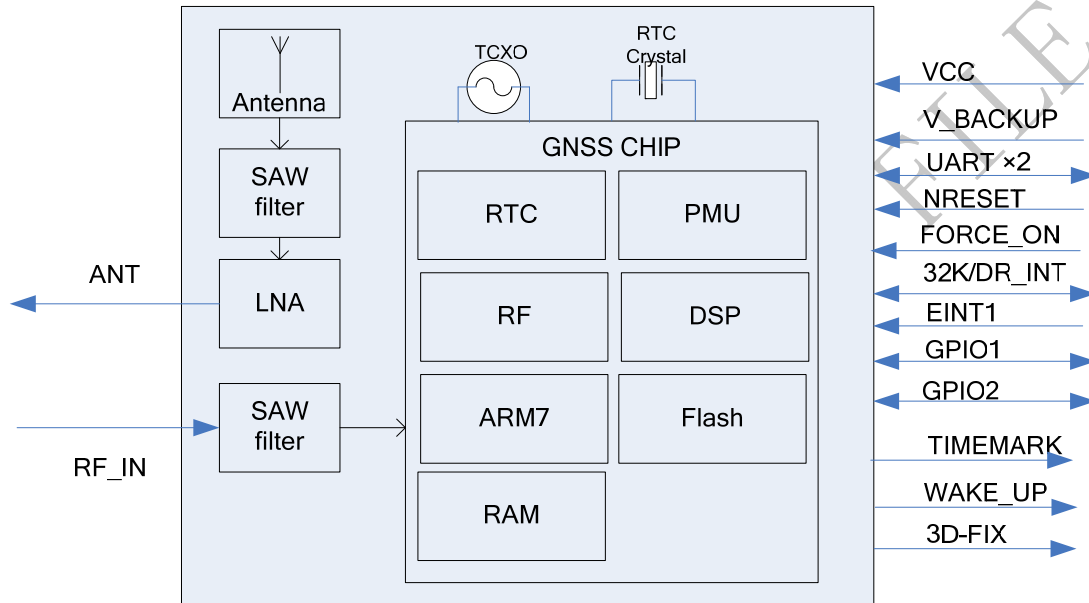 TCXO
RTC
Crystal
Antenna
SAW
filter
LNA
SAW
filter
ANT
RF_IN
GNSS CHIP
RTC
PMU
RF
DSP
ARM7
Flash
RAM
VCC
V_BACKUP
UART ×2
NRESET
FORCE_ON
32K/DR_INT
EINT1
GPIO1
GPIO2
TIMEMARK
WAKE_UP
3D-FIX
FILE